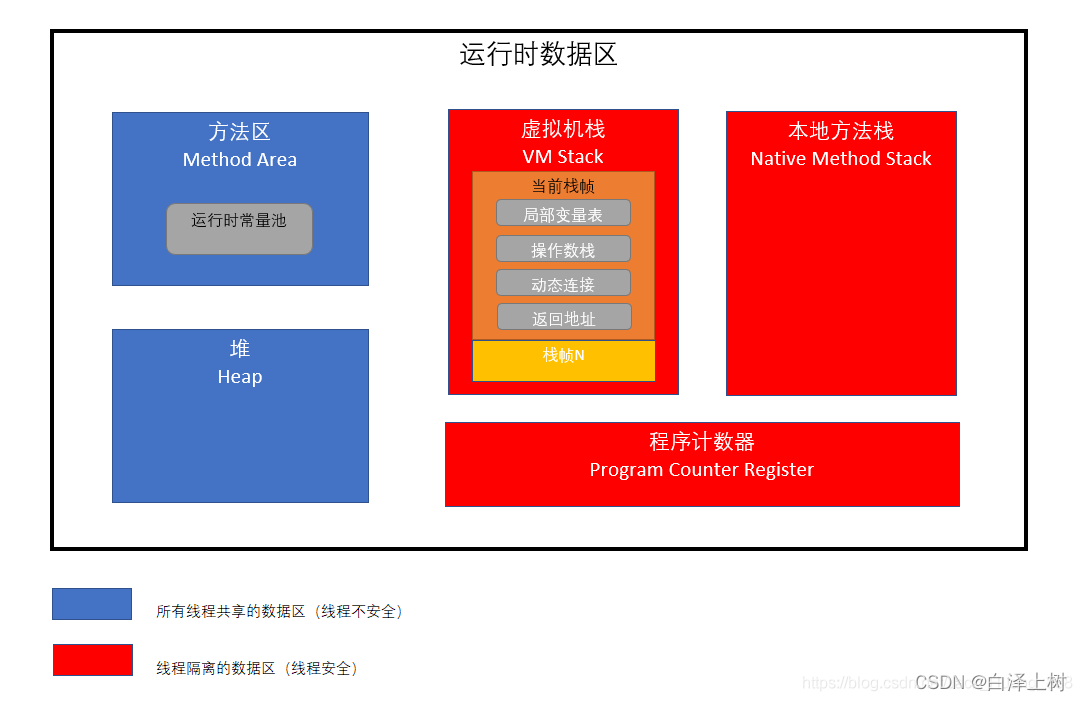 运行时数据区
方法区
Method Area
运行时常量池
堆
Heap
虚拟机栈
VM Stack
当前栈帧
局部变量表
操作数栈
动态连接
返回地址
栈帧N
本地方法栈
Native Method Stack
程序计数器
Program Counter Register
所有线程共享的数据区（线程不安全）
线程隔离的数据区（线程安全）
CSDN @白泽上树